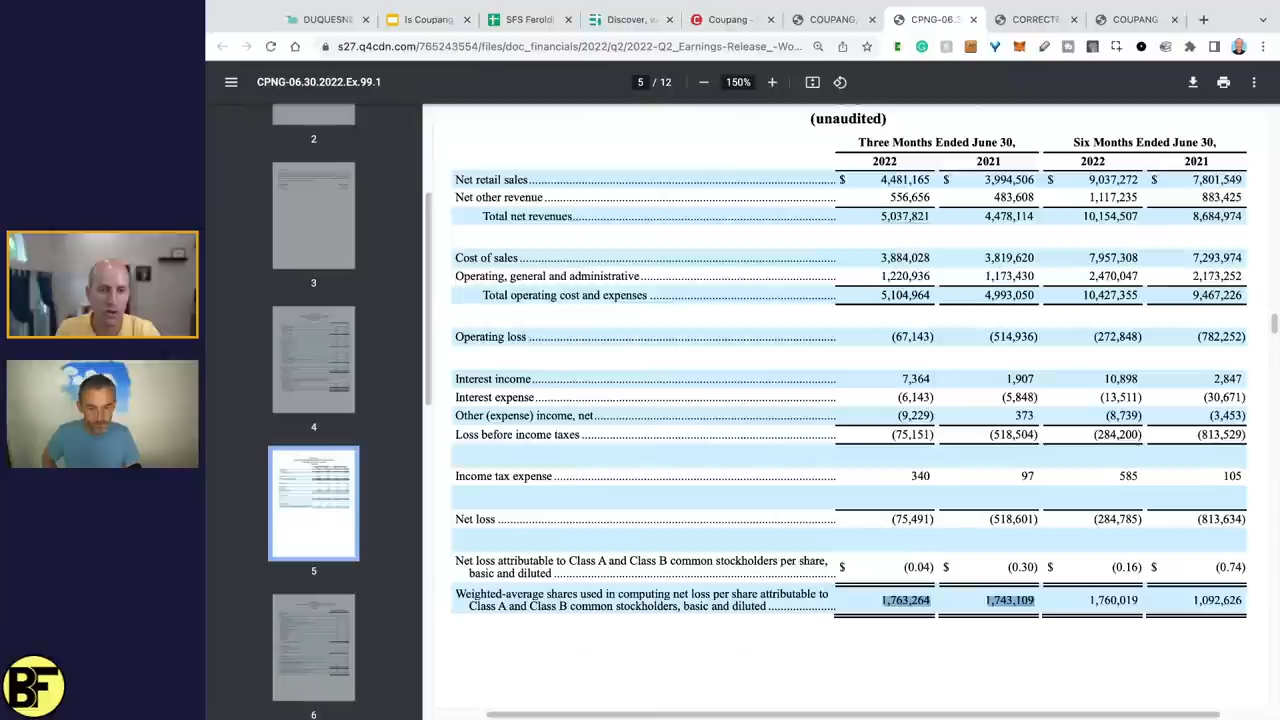 DUQUESNE
Is Coupang
SFS Feroldi
Discover, v
Coupang -
COUPANG,
CPNG-06.
CORRECTE
COUPANG
s27.q4cdn.com/765243554/files/doc_financials/2022/q2/2022-Q2_Earnings-Release_-Wo...
CPNG-06.30.2022.Ex.99.1
5 / 12
150%
(unaudited)
Three Months Ended June 30, Six Months Ended June 30,
2022 2021 2022 2021
Net retail sales $ 4,481,165 $ 3,994,506 $ 9,037,272 $ 7,801,549
Net other revenue 556,656 483,608 1,117,235 883,425
Total net revenues 5,037,821 4,478,114 10,154,507 8,684,974
Cost of sales 3,884,028 3,819,620 7,957,308 7,293,974
Operating, general and administrative 1,220,936 1,173,430 2,470,047 2,173,252
Total operating cost and expenses 5,104,964 4,993,050 10,427,355 9,467,226
Operating loss (67,143) (514,936) (272,848) (782,252)
Interest income 7,364 1,907 10,898 2,847
Interest expense (6,143) (5,848) (13,511) (30,671)
Other (expense) income, net (9,229) 373 (8,739) (3,453)
Loss before income taxes (75,151) (518,504) (284,200) (813,529)
Income tax expense 340 97 585 105
Net loss (75,491) (518,601) (284,785) (813,634)
Net loss attributable to Class A and Class B common stockholders per share,
basic and diluted $ (0.04) $ (0.30) $ (0.16) $ (0.74)
Weighted-average shares used in computing net loss per share attributable to
Class A and Class B common stockholders, basic and diluted 1,763,264 1,743,109 1,760,019 1,092,626
2
3
4
5
6
BF